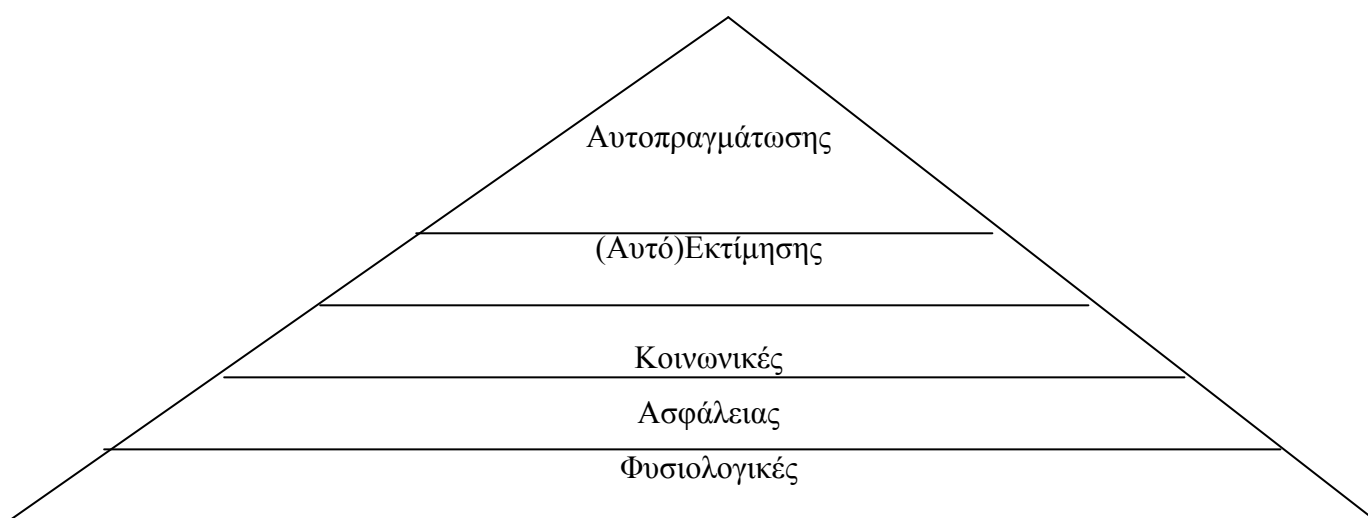 Αυτοπραγμάτωσης
(Αυτό)Εκτίμησης
Κοινωνικές
Ασφάλειας
Φυσιολογικές